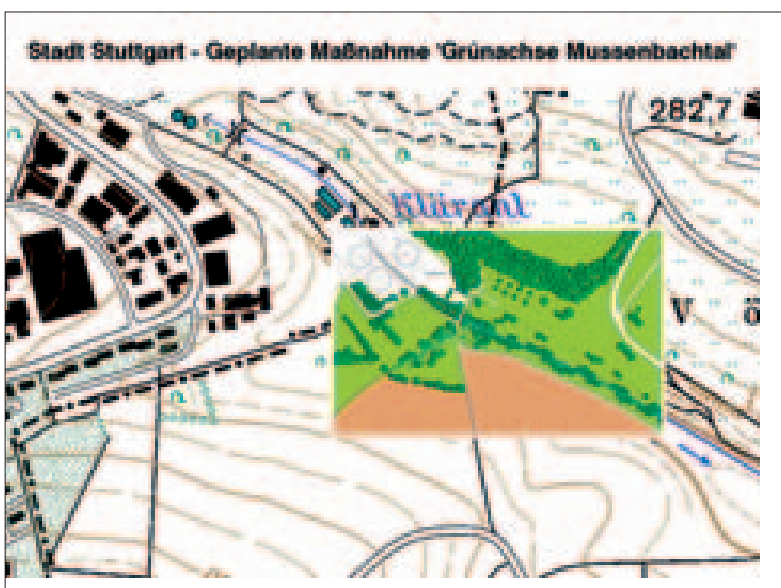 Stadt Stuttgart - Geplante Maßnahme 'Grünachse Mussenbachtal'
282,7
Kläranl
V ö